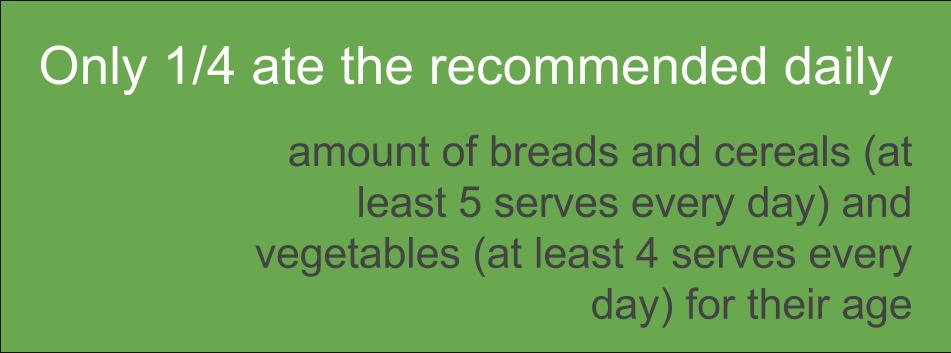 Only 1/4 ate the recommended daily
amount of breads and cereals (at
least 5 serves every day) and
vegetables (at least 4 serves every
day) for their age